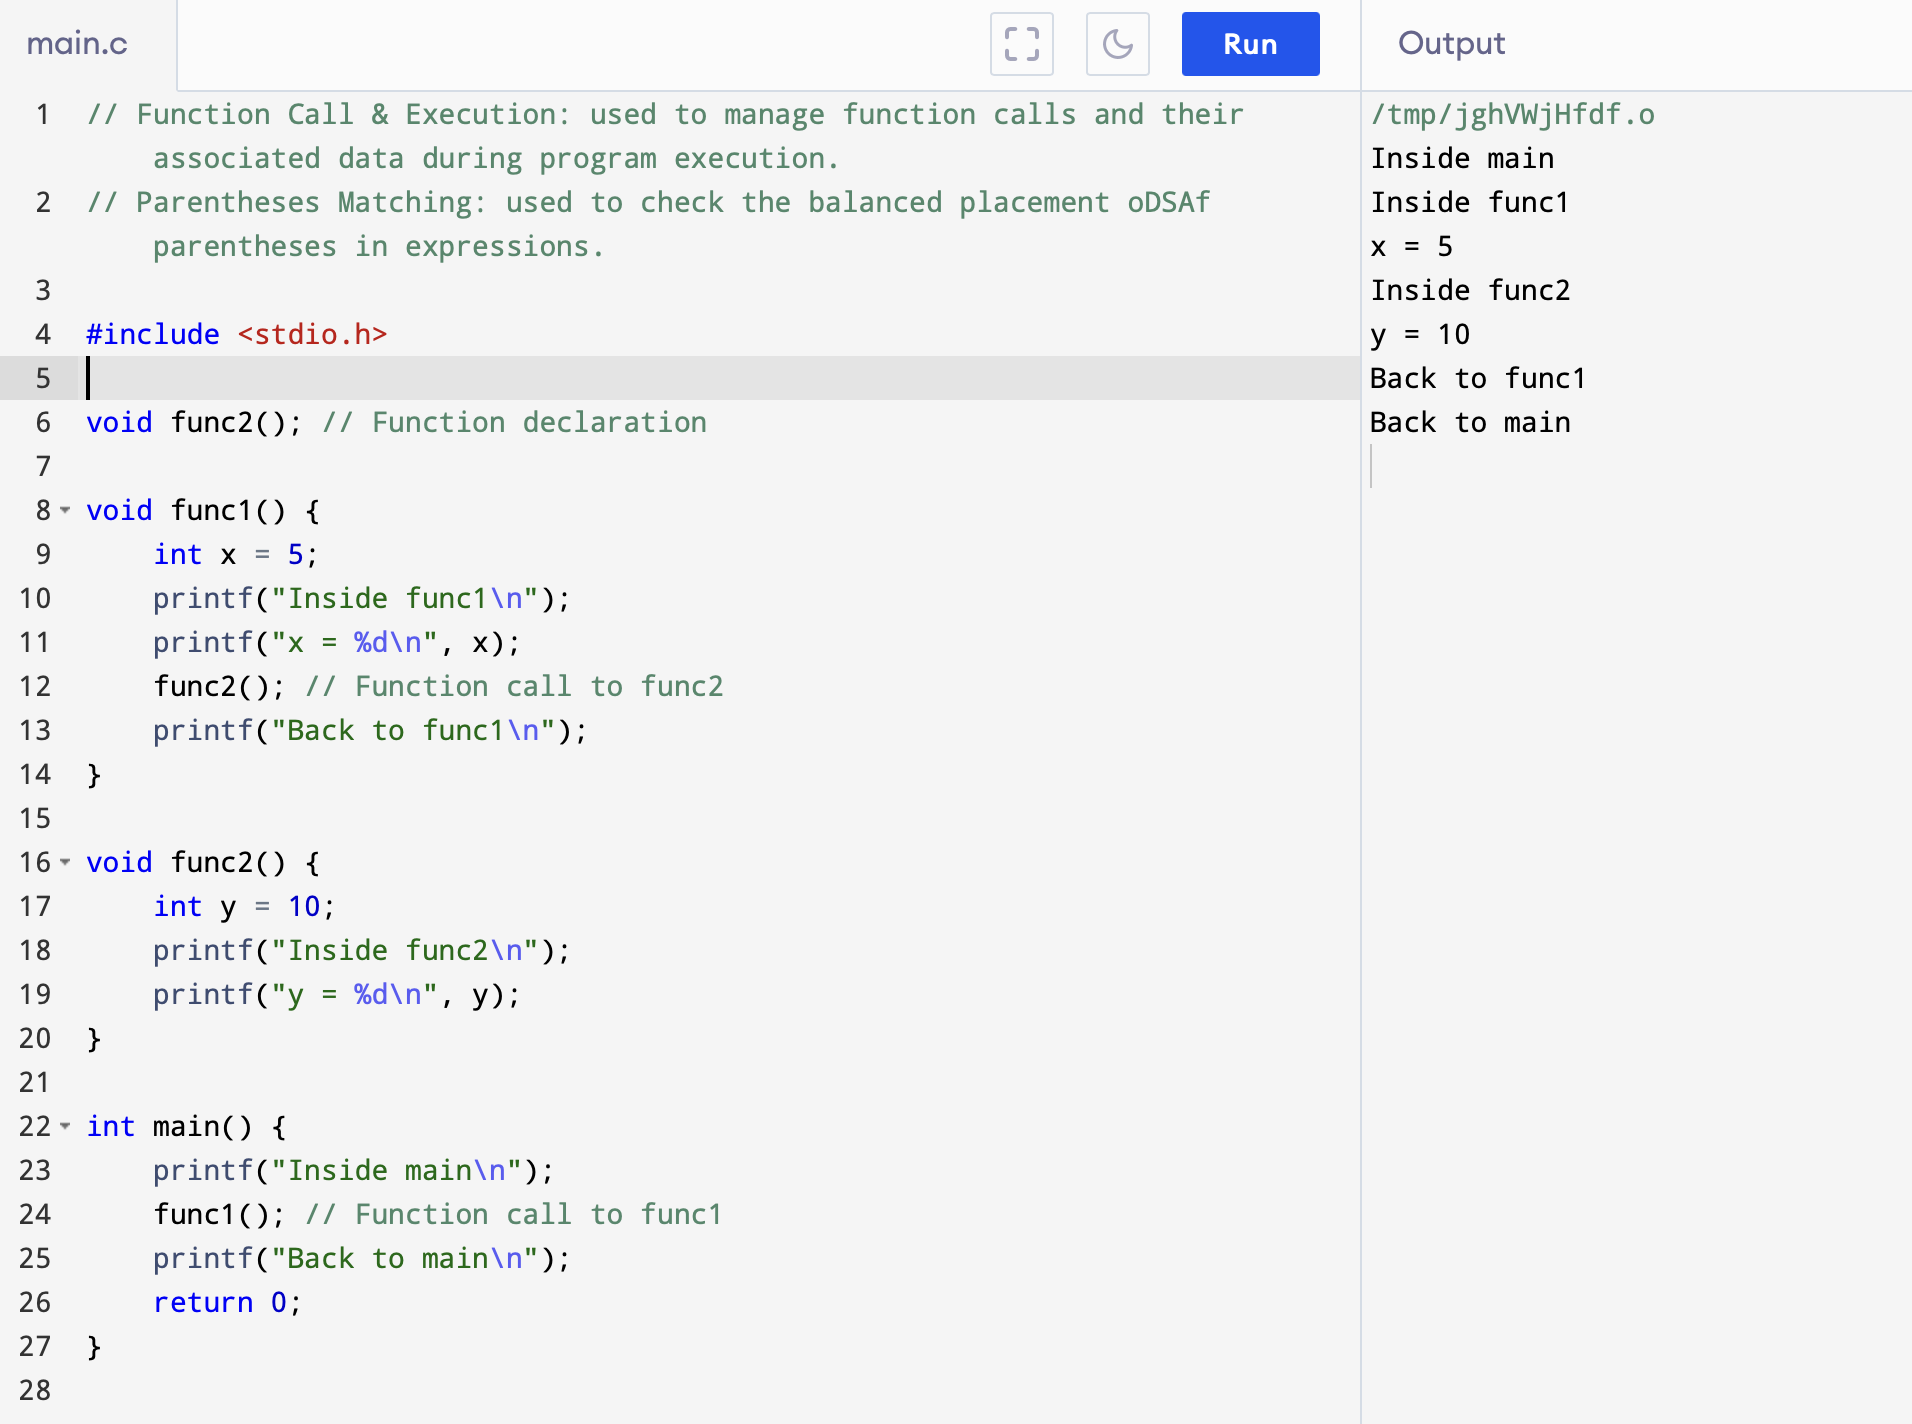 main.c
Run
Output
1 // Function Call & Execution: used to manage function calls and their
associated data during program execution.
2 // Parentheses Matching: used to check the balanced placement oDSAf
parentheses in expressions.
3
4 #include <stdio.h>
5
6 void func2(); // Function declaration
7
8 void func1() {
9     int x = 5;
10     printf("Inside func1\n");
11     printf("x = %d\n", x);
12     func2(); // Function call to func2
13     printf("Back to func1\n");
14 }
15
16 void func2() {
17     int y = 10;
18     printf("Inside func2\n");
19     printf("y = %d\n", y);
20 }
21
22 int main() {
23     printf("Inside main\n");
24     func1(); // Function call to func1
25     printf("Back to main\n");
26     return 0;
27 }
28
/tmp/jghVWjHfdf.o
Inside main
Inside func1
x = 5
Inside func2
y = 10
Back to func1
Back to main